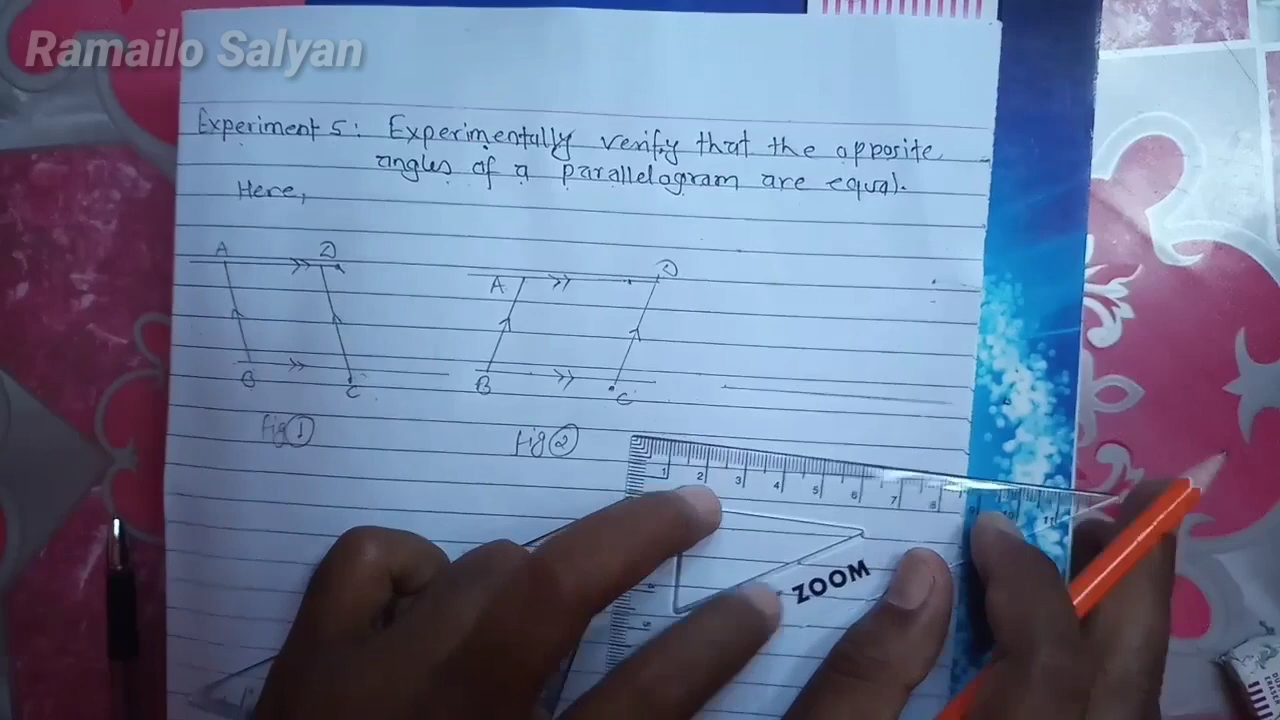 Ramailo Salyan
Experiment 5: Experimentally verify that the opposite
angles of a parallelogram are equal.
Here,
A D
B C
A D
B C
Fig 1
Fig 2
1 2 3 4 5 6 7 8 9 10 11
ZOOM